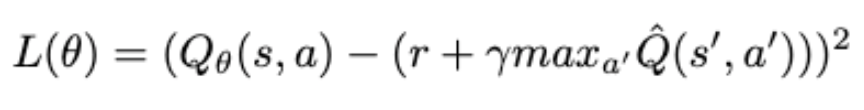 L(θ) = (Q_θ(s, a) − (r + γmax_{a′}Q̂(s′, a′)))²